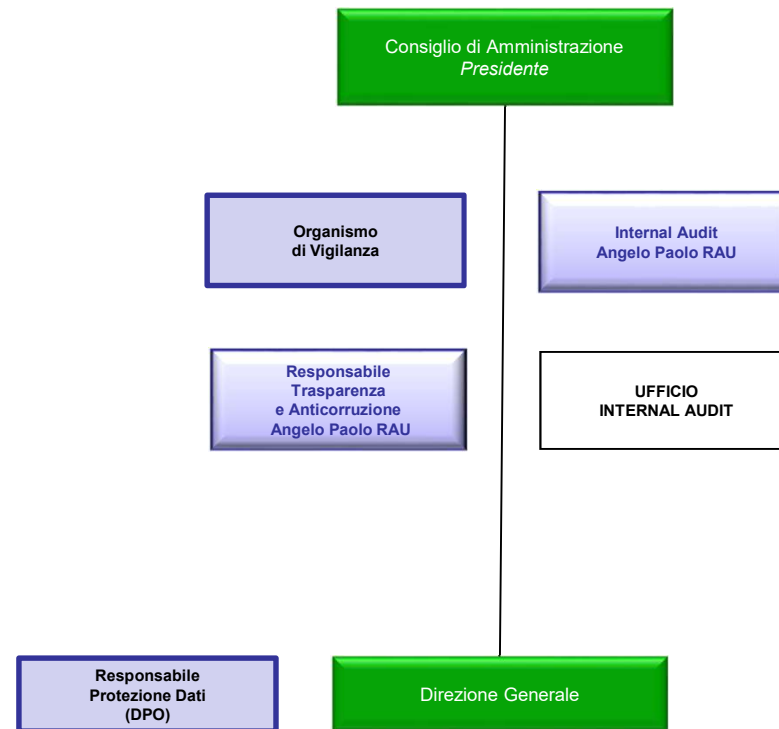 Consiglio di Amministrazione
Presidente
Organismo
di Vigilanza
Internal Audit
Angelo Paolo RAU
Responsabile
Trasparenza
e Anticorruzione
Angelo Paolo RAU
UFFICIO
INTERNAL AUDIT
Responsabile
Protezione Dati
(DPO)
Direzione Generale